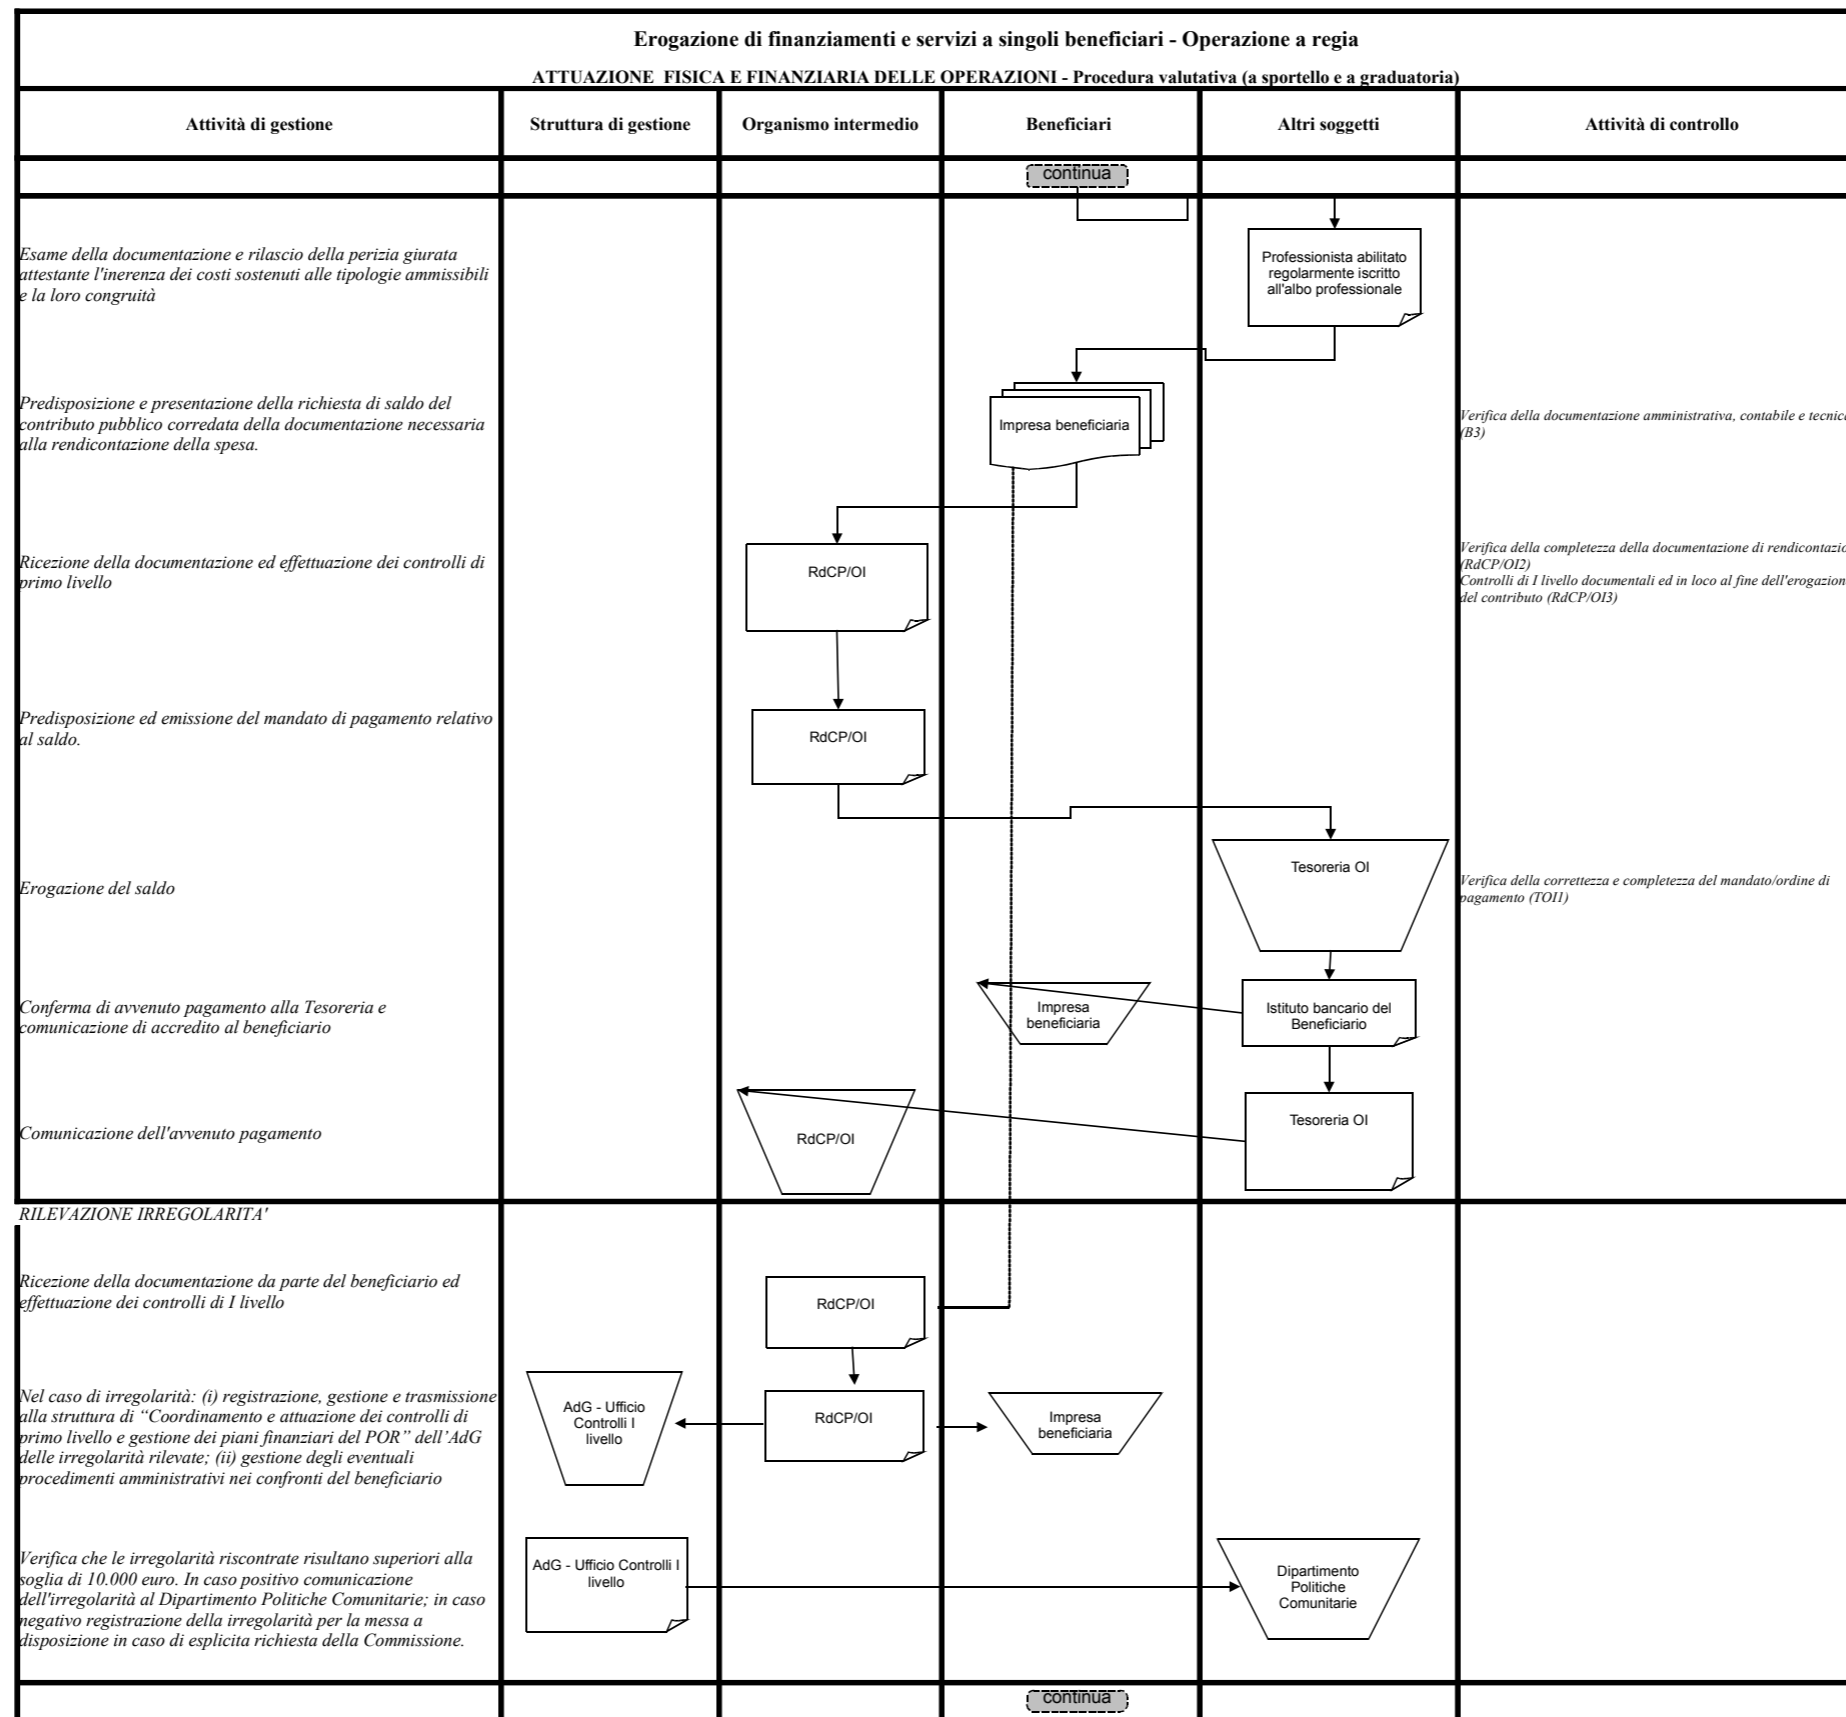 Erogazione di finanziamenti e servizi a singoli beneficiari - Operazione a regia
ATTUAZIONE FISICA E FINANZIARIA DELLE OPERAZIONI - Procedura valutativa (a sportello e a graduatoria)
Attività di gestione
Struttura di gestione
Organismo intermedio
Beneficiari
Altri soggetti
Attività di controllo
continua
Esame della documentazione e rilascio della perizia giurata
attestante l'inerenza dei costi sostenuti alle tipologie ammissibili
e la loro congruità
Professionista abilitato
regolarmente iscritto
all'albo professionale
Predisposizione e presentazione della richiesta di saldo del
contributo pubblico corredata della documentazione necessaria
alla rendicontazione della spesa.
Impresa beneficiaria
Verifica della documentazione amministrativa, contabile e tecnica
(B3)
Ricezione della documentazione ed effettuazione dei controlli di
primo livello
RdCP/OI
Verifica della completezza della documentazione di rendicontazio
(RdCP/OI2)
Controlli di I livello documentali ed in loco al fine dell'erogazion
del contributo (RdCP/OI3)
Predisposizione ed emissione del mandato di pagamento relativo
al saldo.
RdCP/OI
Erogazione del saldo
Tesoreria OI
Verifica della correttezza e completezza del mandato/ordine di
pagamento (TOI1)
Conferma di avvenuto pagamento alla Tesoreria e
comunicazione di accredito al beneficiario
Impresa
beneficiaria
Istituto bancario del
Beneficiario
Comunicazione dell'avvenuto pagamento
RdCP/OI
Tesoreria OI
RILEVAZIONE IRREGOLARITA'
Ricezione della documentazione da parte del beneficiario ed
effettuazione dei controlli di I livello
RdCP/OI
Nel caso di irregolarità: (i) registrazione, gestione e trasmissione
alla struttura di “Coordinamento e attuazione dei controlli di
primo livello e gestione dei piani finanziari del POR” dell’AdG
delle irregolarità rilevate; (ii) gestione degli eventuali
procedimenti amministrativi nei confronti del beneficiario
AdG - Ufficio
Controlli I
livello
RdCP/OI
Impresa
beneficiaria
Verifica che le irregolarità riscontrate risultano superiori alla
soglia di 10.000 euro. In caso positivo comunicazione
dell'irregolarità al Dipartimento Politiche Comunitarie; in caso
negativo registrazione della irregolarità per la messa a
disposizione in caso di esplicita richiesta della Commissione.
AdG - Ufficio Controlli I
livello
Dipartimento
Politiche
Comunitarie
continua